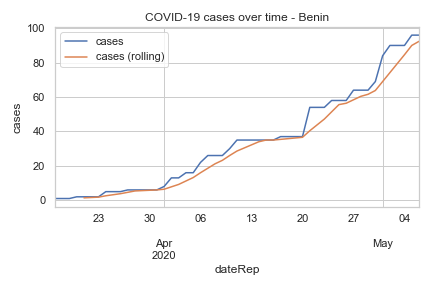 COVID-19 cases over time - Benin
cases
cases (rolling)
cases
100
80
60
40
20
0
23 30 06 13 20 27 04
Apr May
2020
dateRep